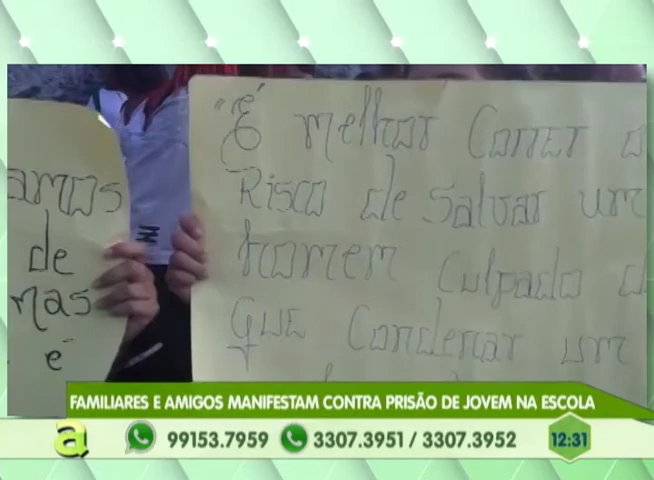 amos
de
mas
é
"É melhor Correr o
Risco de Salvar um
homem Culpado d
que Condenar um
FAMILIARES E AMIGOS MANIFESTAM CONTRA PRISÃO DE JOVEM NA ESCOLA
a 99153.7959 3307.3951 / 3307.3952 12:31